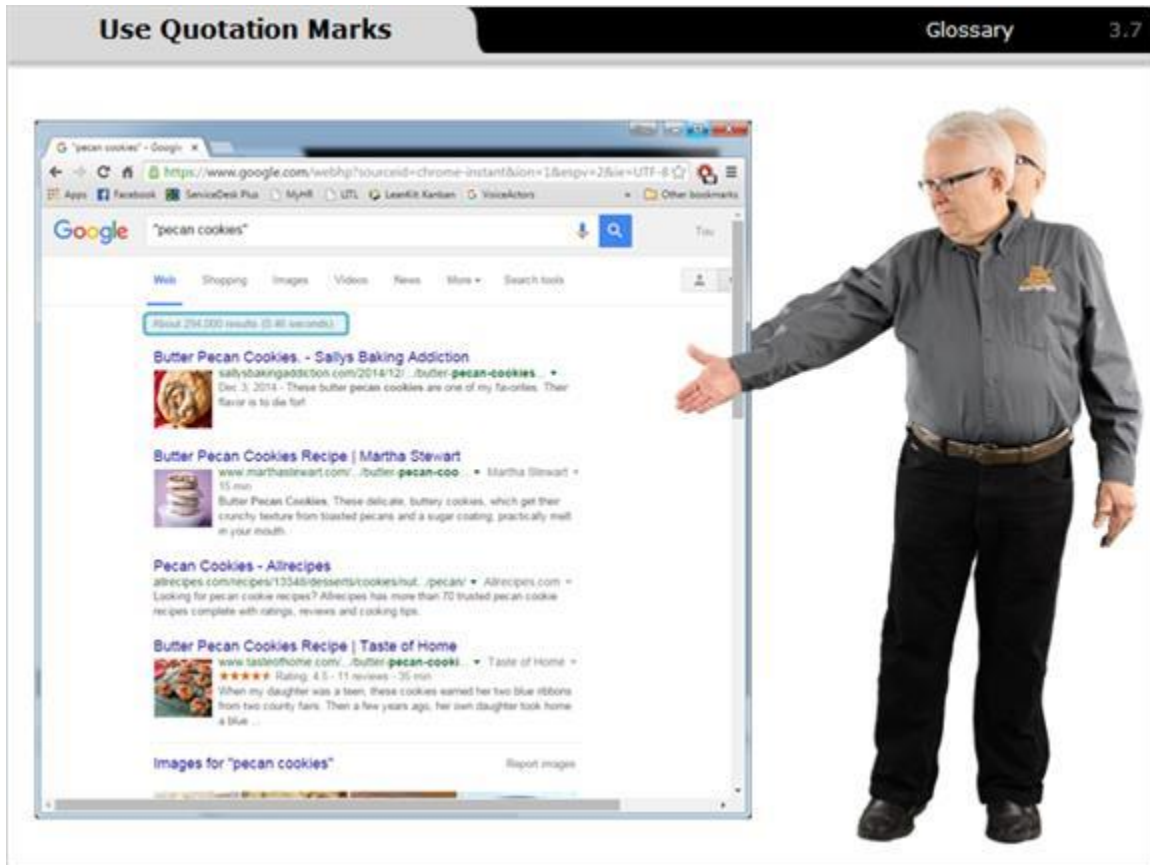 Use Quotation Marks
Glossary
3.7
G "pecan cookies" - Google ×
https://www.google.com/webhp?sourceid=chrome-instant&ion=1&espv=2&ie=UTF-8
Apps Facebook ServiceDesk Plus MyHR UTL LeanKit Kanban VoiceActors » Other bookmarks
Google "pecan cookies"
Web Shopping Images Videos News More Search tools
About 294,000 results (0.46 seconds)
Butter Pecan Cookies. - Sallys Baking Addiction
sallysbakingaddiction.com/2014/12/.../butter-pecan-cookies...
Dec 3, 2014 - These butter pecan cookies are one of my favorites. Their
flavor is to die for!
Butter Pecan Cookies Recipe | Martha Stewart
www.marthastewart.com/.../butter-pecan-coo... Martha Stewart
15 min
Butter Pecan Cookies. These delicate, buttery cookies, which get their
crunchy texture from toasted pecans and a sugar coating, practically melt
in your mouth.
Pecan Cookies - Allrecipes
allrecipes.com/recipes/13348/desserts/cookies/nut.../pecan/ Allrecipes.com
Looking for pecan cookie recipes? Allrecipes has more than 70 trusted pecan cookie
recipes complete with ratings, reviews and cooking tips.
Butter Pecan Cookies Recipe | Taste of Home
www.tasteofhome.com/.../butter-pecan-cooki... Taste of Home
Rating: 4.5 - 11 reviews - 35 min
When my daughter was a teen, these cookies earned her two blue ribbons
from two county fairs. Then a few years ago, her own daughter took home
a blue ...
Images for "pecan cookies"
Report images